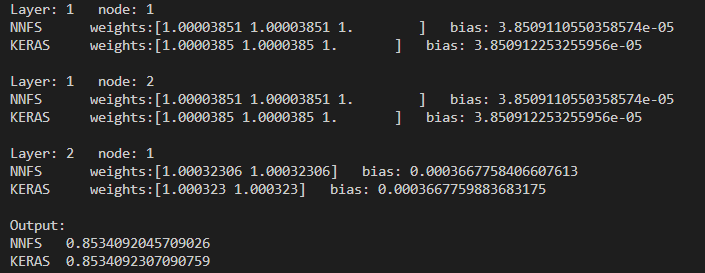 Layer: 1   node: 1
NNFS      weights:[1.00003851 1.00003851 1.        ]   bias: 3.8509110550358574e-05
KERAS     weights:[1.0000385 1.0000385 1.       ]   bias: 3.850912253255956e-05
Layer: 1   node: 2
NNFS      weights:[1.00003851 1.00003851 1.        ]   bias: 3.8509110550358574e-05
KERAS     weights:[1.0000385 1.0000385 1.       ]   bias: 3.850912253255956e-05
Layer: 2   node: 1
NNFS      weights:[1.00032306 1.00032306]   bias: 0.0003667758406607613
KERAS     weights:[1.000323 1.000323]   bias: 0.0003667759883683175
Output:
NNFS   0.8534092045709026
KERAS  0.8534092307090759